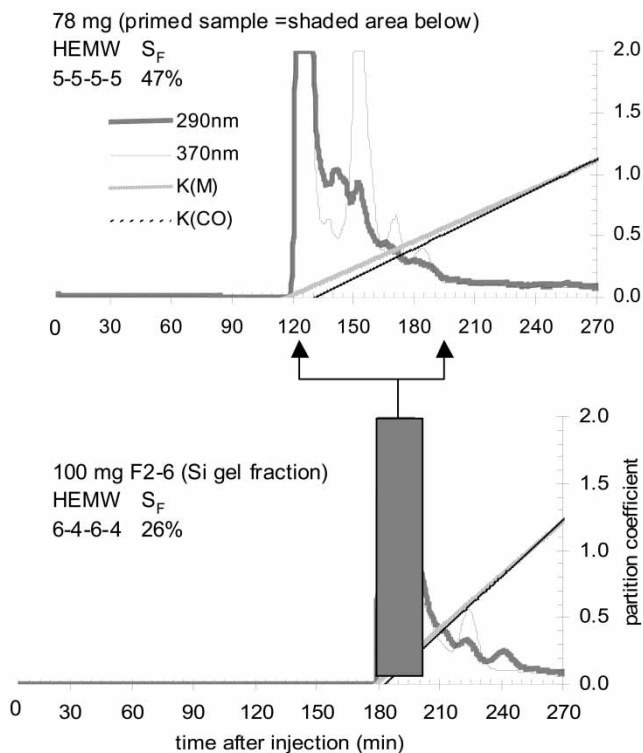 78 mg (primed sample =shaded area below)
HEMW S_F
5-5-5-5 47%
290nm
370nm
K(M)
K(CO)
2.0
1.5
1.0
0.5
0.0
0 30 60 90 120 150 180 210 240 270
100 mg F2-6 (Si gel fraction)
HEMW S_F
6-4-6-4 26%
2.0
1.5
1.0
0.5
0.0
partition coefficient
0 30 60 90 120 150 180 210 240 270
time after injection (min)